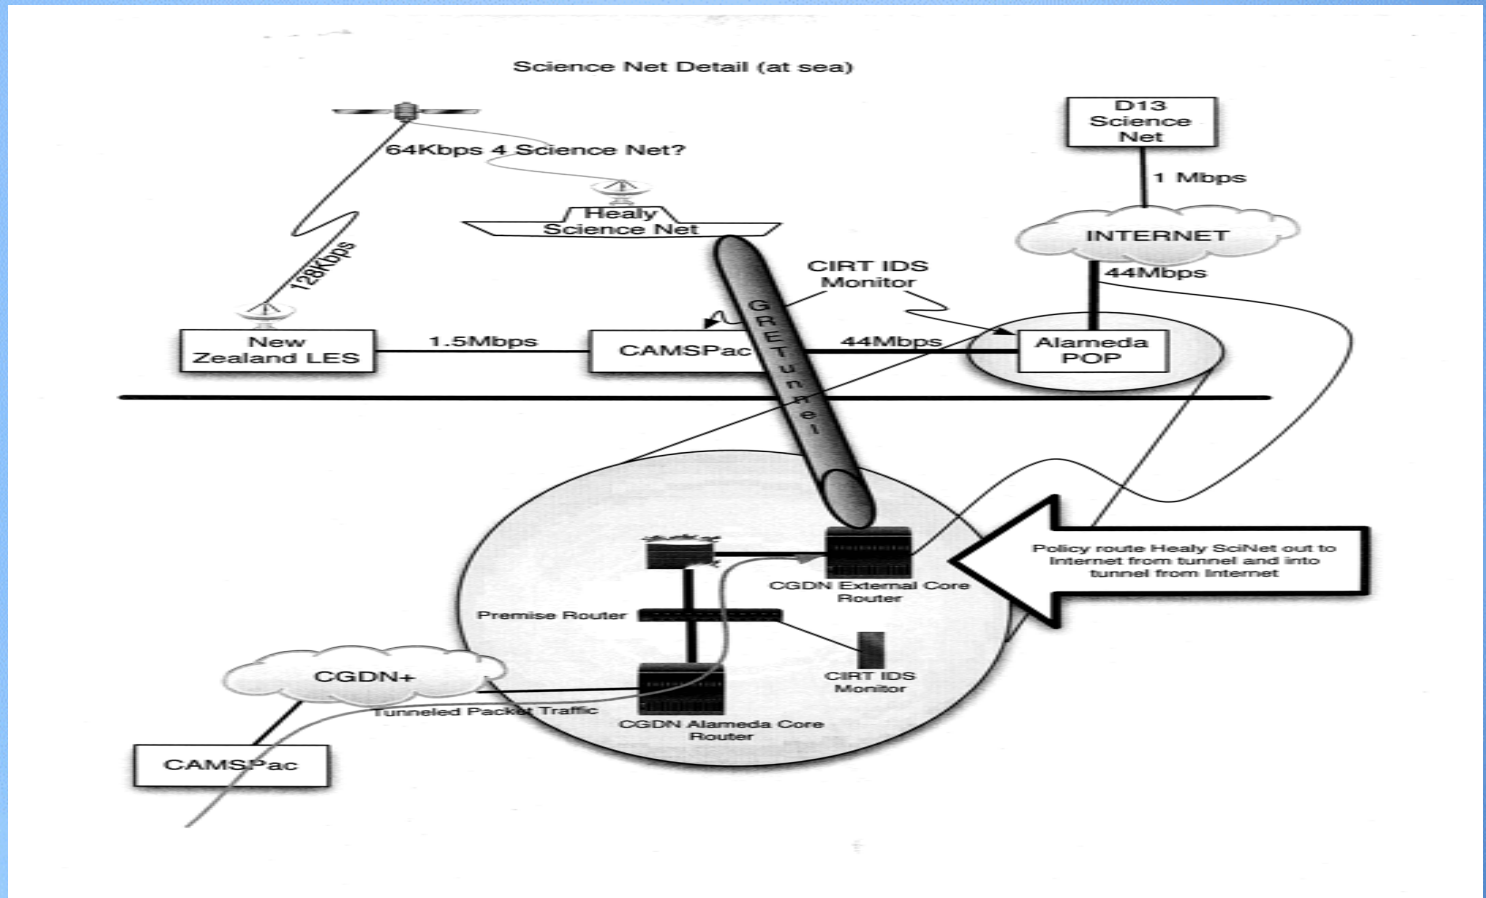 Science Net Detail (at sea)
D13
Science
Net
64Kbps 4 Science Net?
1 Mbps
Healy
Science Net
INTERNET
128Kbps
CIRT IDS
Monitor
44Mbps
GRETunnel
New
Zealand LES
1.5Mbps
CAMSPac
44Mbps
Alameda
POP
Policy route Healy SciNet out to
Internet from tunnel and into
tunnel from Internet
CGDN External Core
Router
Premise Router
CIRT IDS
Monitor
CGDN+
Tunneled Packet Traffic
CGDN Alameda Core
Router
CAMSPac